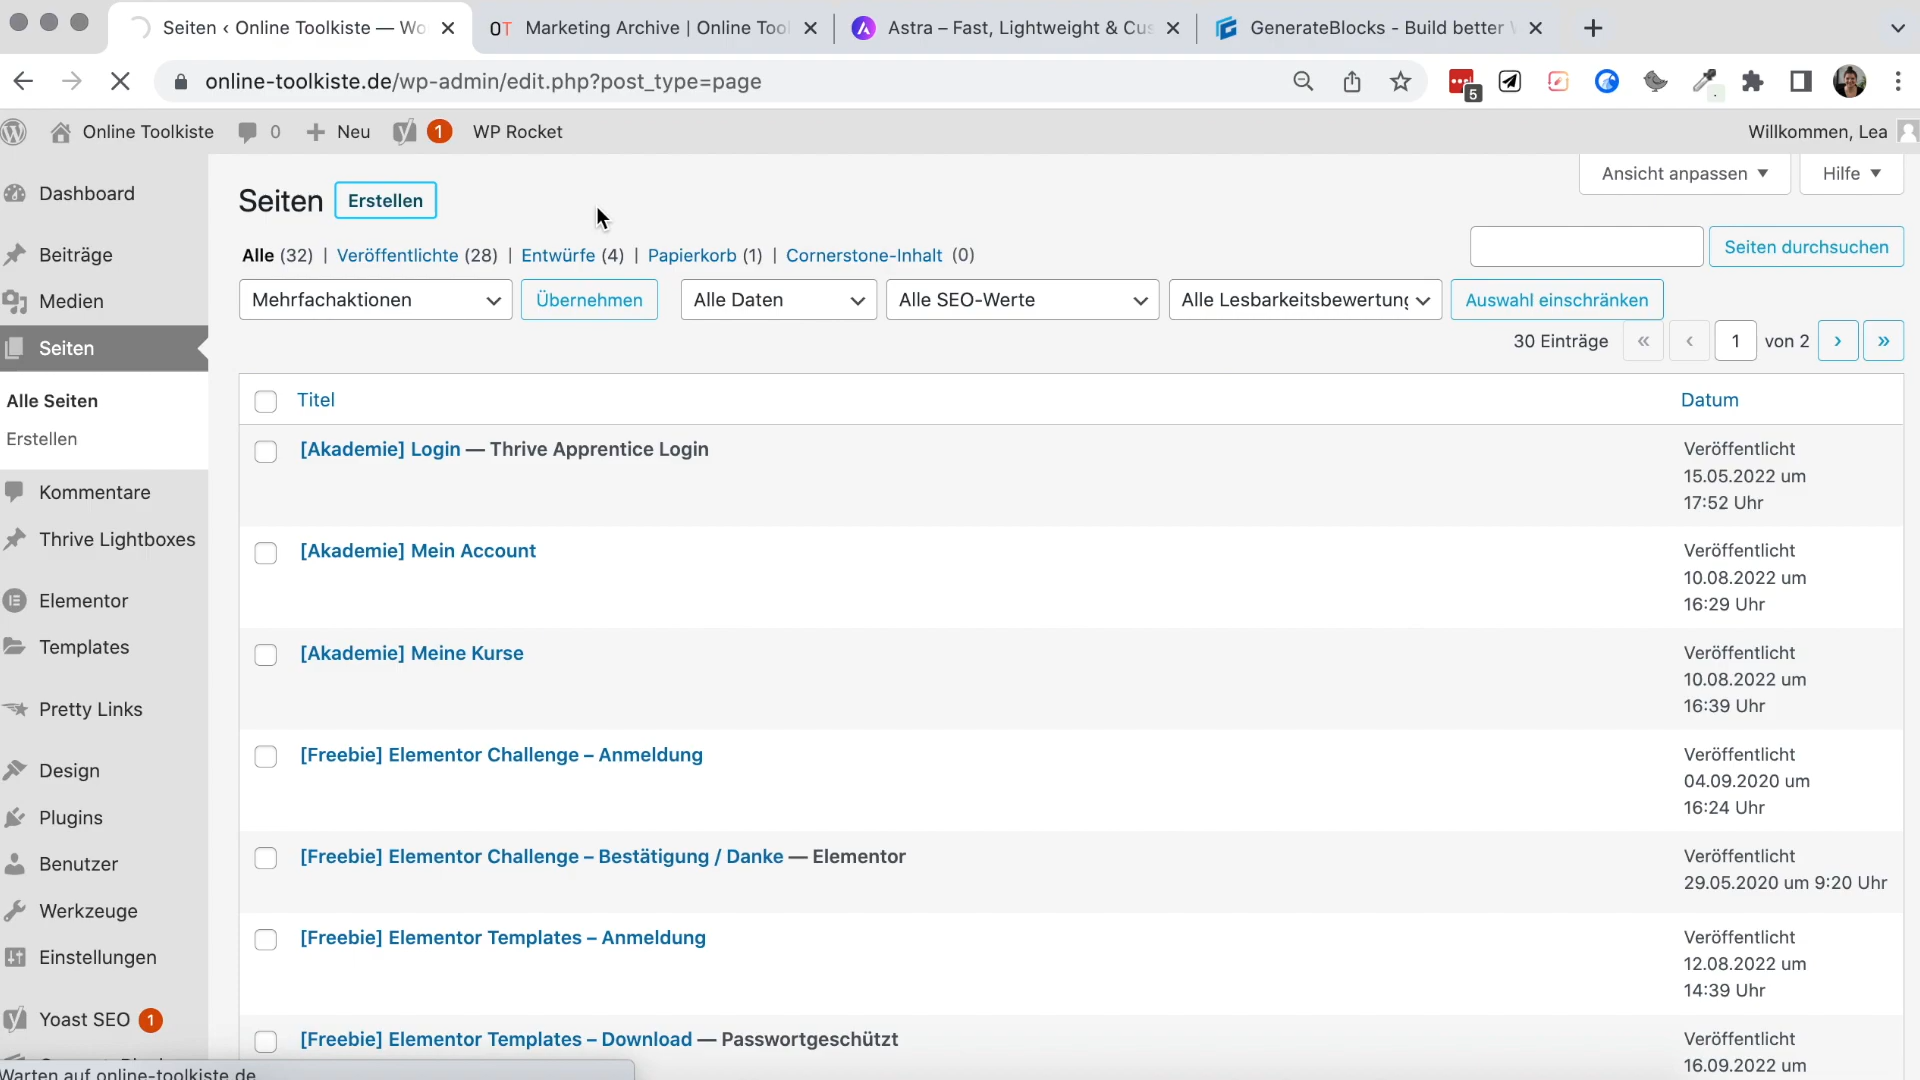 Seiten ‹ Online Toolkiste — Wo
OT Marketing Archive | Online Tool
Astra – Fast, Lightweight & Cus
GenerateBlocks - Build better W
online-toolkiste.de/wp-admin/edit.php?post_type=page
5
Online Toolkiste
0
Neu
1
WP Rocket
Willkommen, Lea
Dashboard
Beiträge
Medien
Seiten
Alle Seiten
Erstellen
Kommentare
Thrive Lightboxes
Elementor
Templates
Pretty Links
Design
Plugins
Benutzer
Werkzeuge
Einstellungen
Yoast SEO 1
Warten auf online-toolkiste.de
Ansicht anpassen
Hilfe
Seiten Erstellen
Alle (32) | Veröffentlichte (28) | Entwürfe (4) | Papierkorb (1) | Cornerstone-Inhalt (0)
Seiten durchsuchen
Mehrfachaktionen Übernehmen Alle Daten Alle SEO-Werte Alle Lesbarkeitsbewertung Auswahl einschränken
30 Einträge « ‹ 1 von 2 › »
Titel Datum
[Akademie] Login — Thrive Apprentice Login
Veröffentlicht
15.05.2022 um
17:52 Uhr
[Akademie] Mein Account
Veröffentlicht
10.08.2022 um
16:29 Uhr
[Akademie] Meine Kurse
Veröffentlicht
10.08.2022 um
16:39 Uhr
[Freebie] Elementor Challenge – Anmeldung
Veröffentlicht
04.09.2020 um
16:24 Uhr
[Freebie] Elementor Challenge – Bestätigung / Danke — Elementor
Veröffentlicht
29.05.2020 um 9:20 Uhr
[Freebie] Elementor Templates – Anmeldung
Veröffentlicht
12.08.2022 um
14:39 Uhr
[Freebie] Elementor Templates – Download — Passwortgeschützt
Veröffentlicht
16.09.2022 um